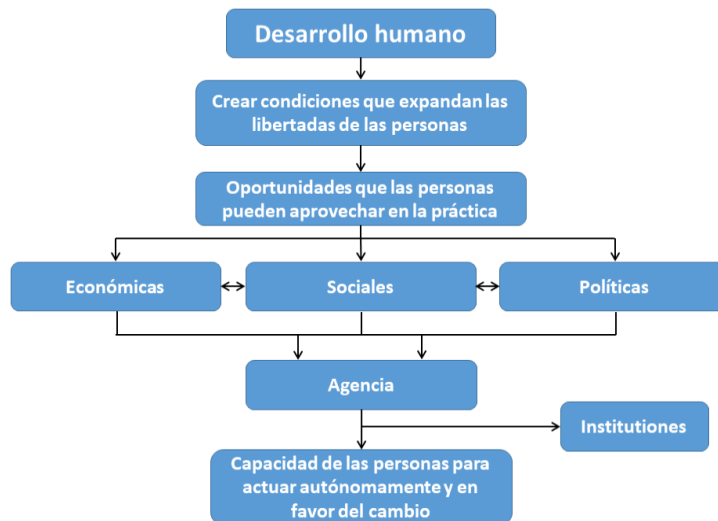 Desarrollo humano
Crear condiciones que expandan las
libertadas de las personas
Oportunidades que las personas
pueden aprovechar en la práctica
Económicas
Sociales
Políticas
Agencia
Institutiones
Capacidad de las personas para
actuar autónomamente y en
favor del cambio